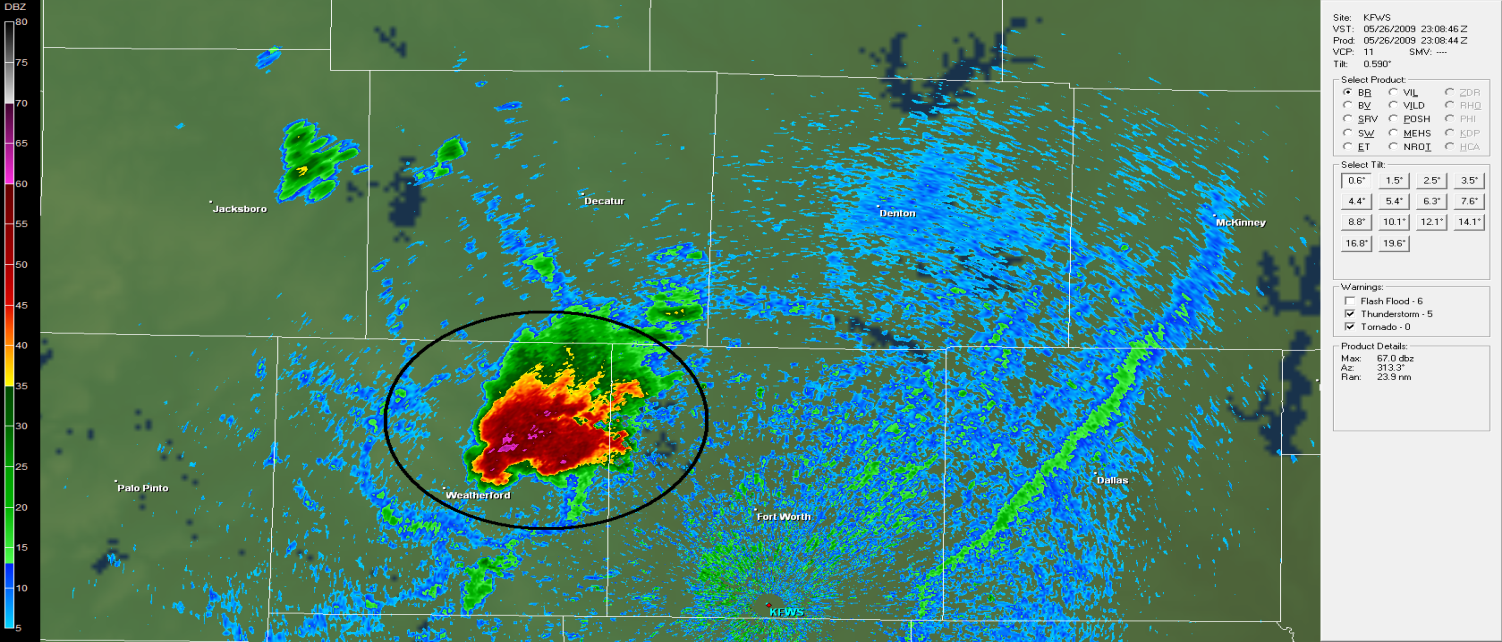 DBZ
80
75
70
65
60
55
50
45
40
35
30
25
20
15
10
5
Jacksboro
Decatur
Denton
McKinney
Palo Pinto
Weatherford
Fort Worth
Dallas
KFWS
Site: KFWS
VST: 05/26/2009 23:08:46 Z
Prod: 05/26/2009 23:08:44 Z
VCP: 11 SMV: ---
Tilt: 0.590°
Select Product:
BR VIL ZDR
BV VILD RHO
SRV POSH PHI
SW MEHS KDP
ET NROT HCA
Select Tilt:
0.6° 1.5° 2.5° 3.5°
4.4° 5.4° 6.3° 7.6°
8.8° 10.1° 12.1° 14.1°
16.8° 19.6°
Warnings:
Flash Flood - 6
Thunderstorm - 5
Tornado - 0
Product Details:
Max: 67.0 dbz
Az: 313.3°
Ran: 23.9 nm